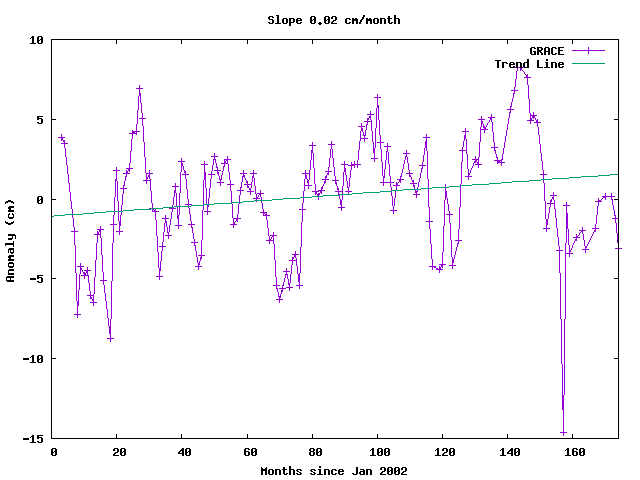 Slope 0.02 cm/month
GRACE
Trend Line
10
5
0
-5
-10
-15
Anomaly (cm)
0 20 40 60 80 100 120 140 160
Months since Jan 2002